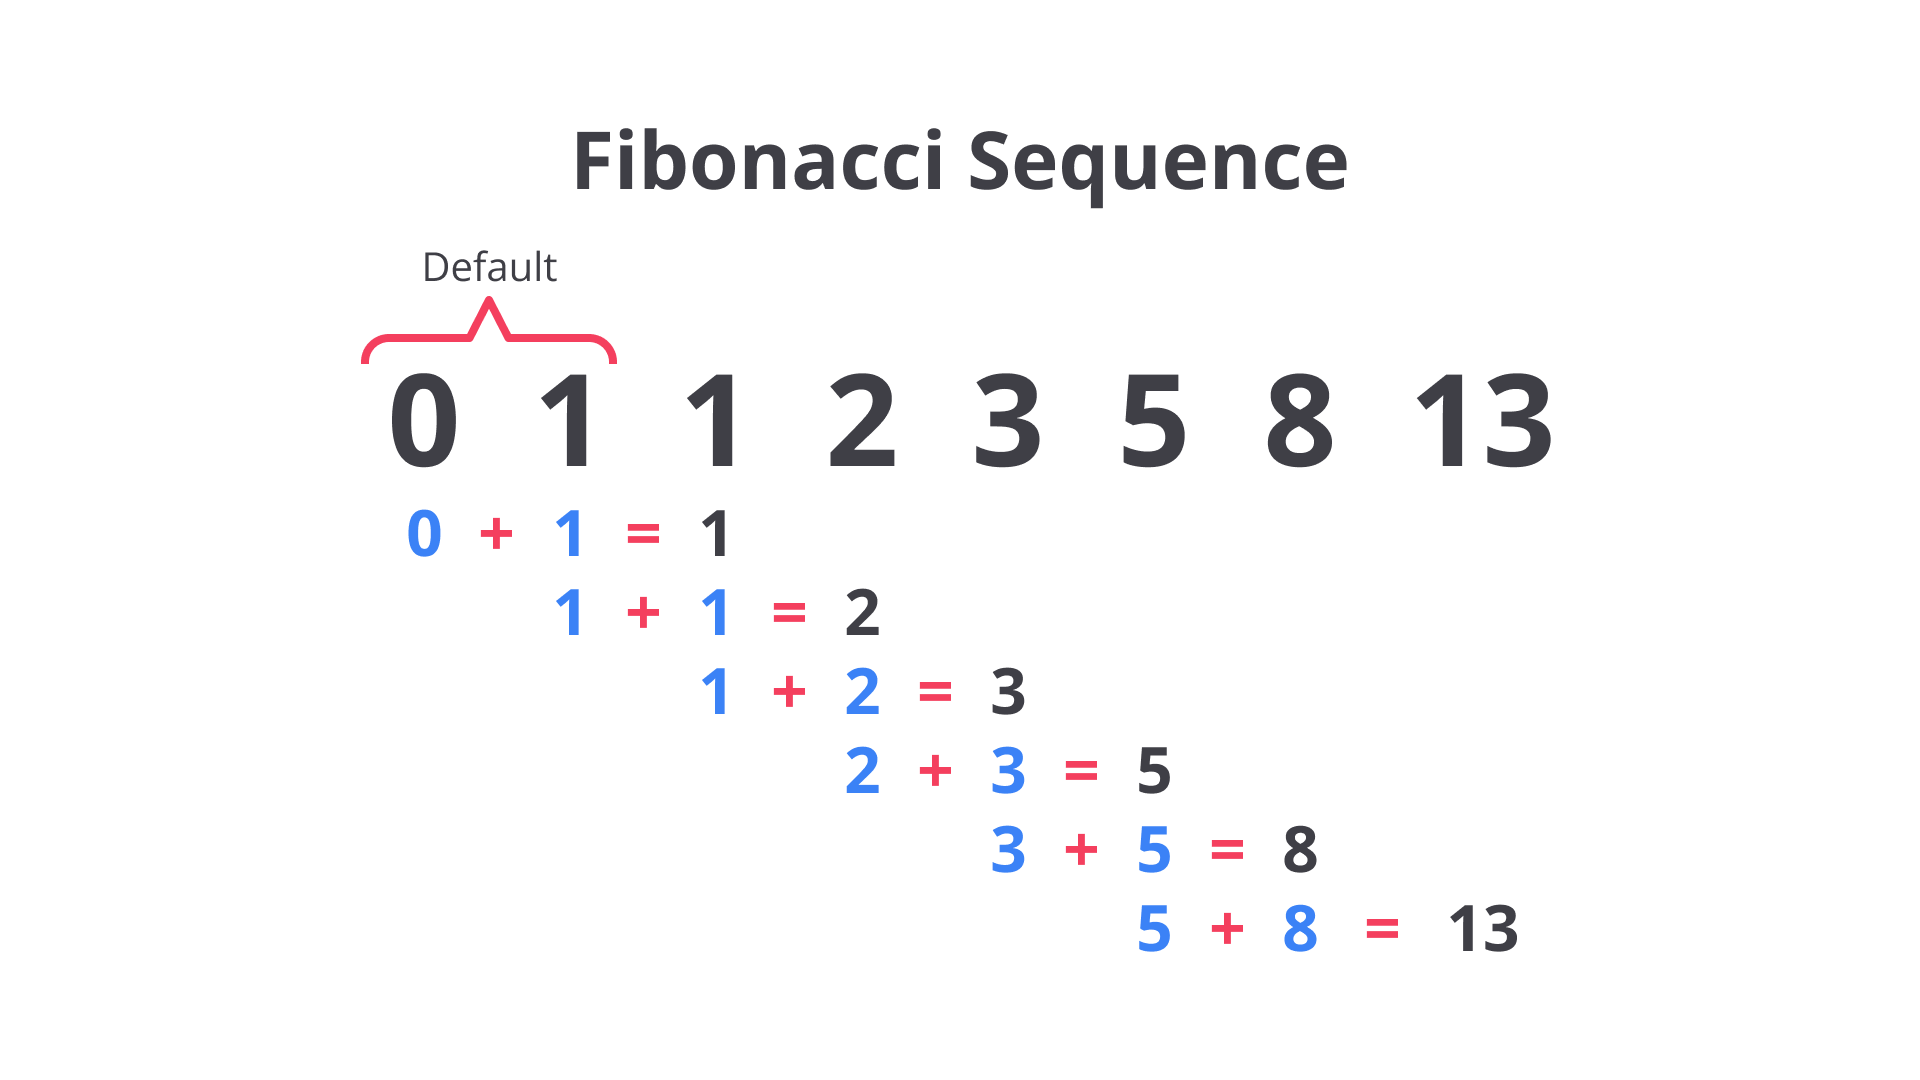 Fibonacci Sequence
Default
0 1 1 2 3 5 8 13
0 + 1 = 1
1 + 1 = 2
1 + 2 = 3
2 + 3 = 5
3 + 5 = 8
5 + 8 = 13